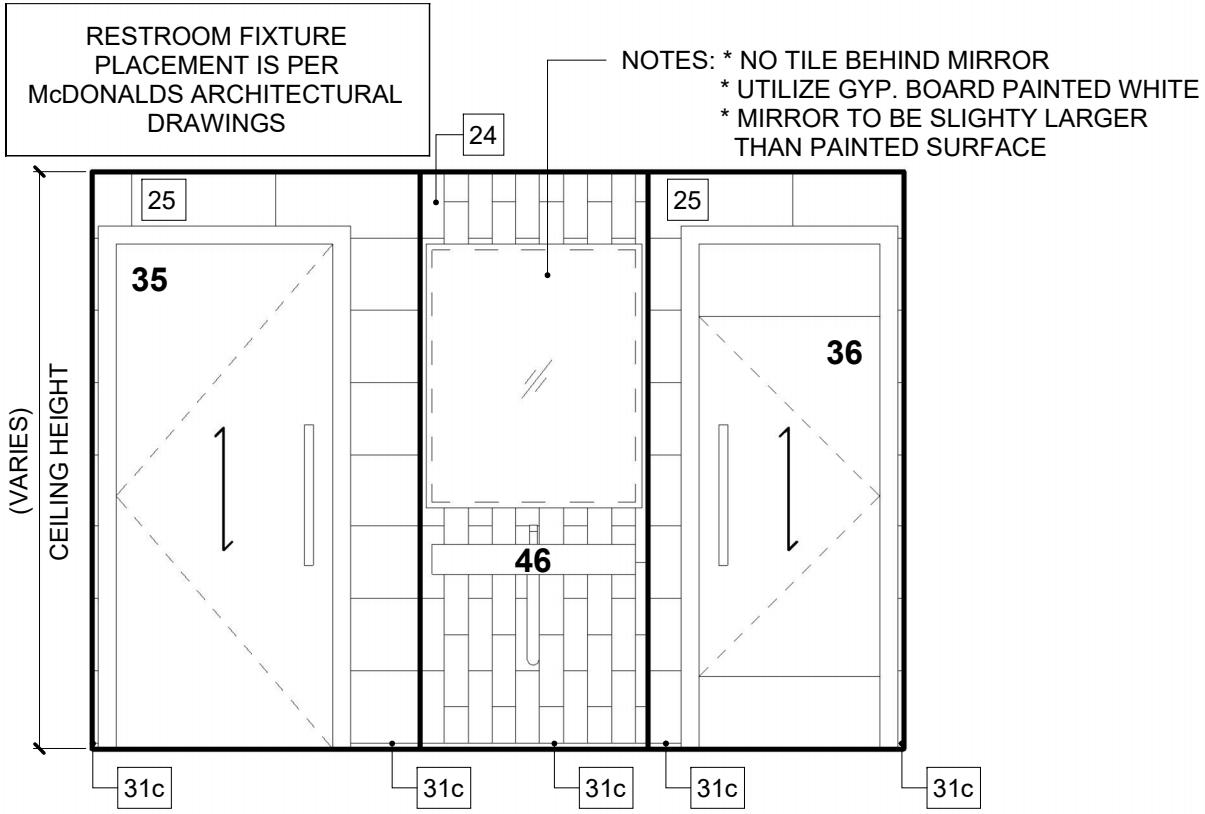 RESTROOM FIXTURE
PLACEMENT IS PER
McDONALDS ARCHITECTURAL
DRAWINGS
NOTES: * NO TILE BEHIND MIRROR
* UTILIZE GYP. BOARD PAINTED WHITE
* MIRROR TO BE SLIGHTY LARGER
THAN PAINTED SURFACE
24
25
25
35
36
(VARIES)
CEILING HEIGHT
46
31c
31c
31c
31c
31c